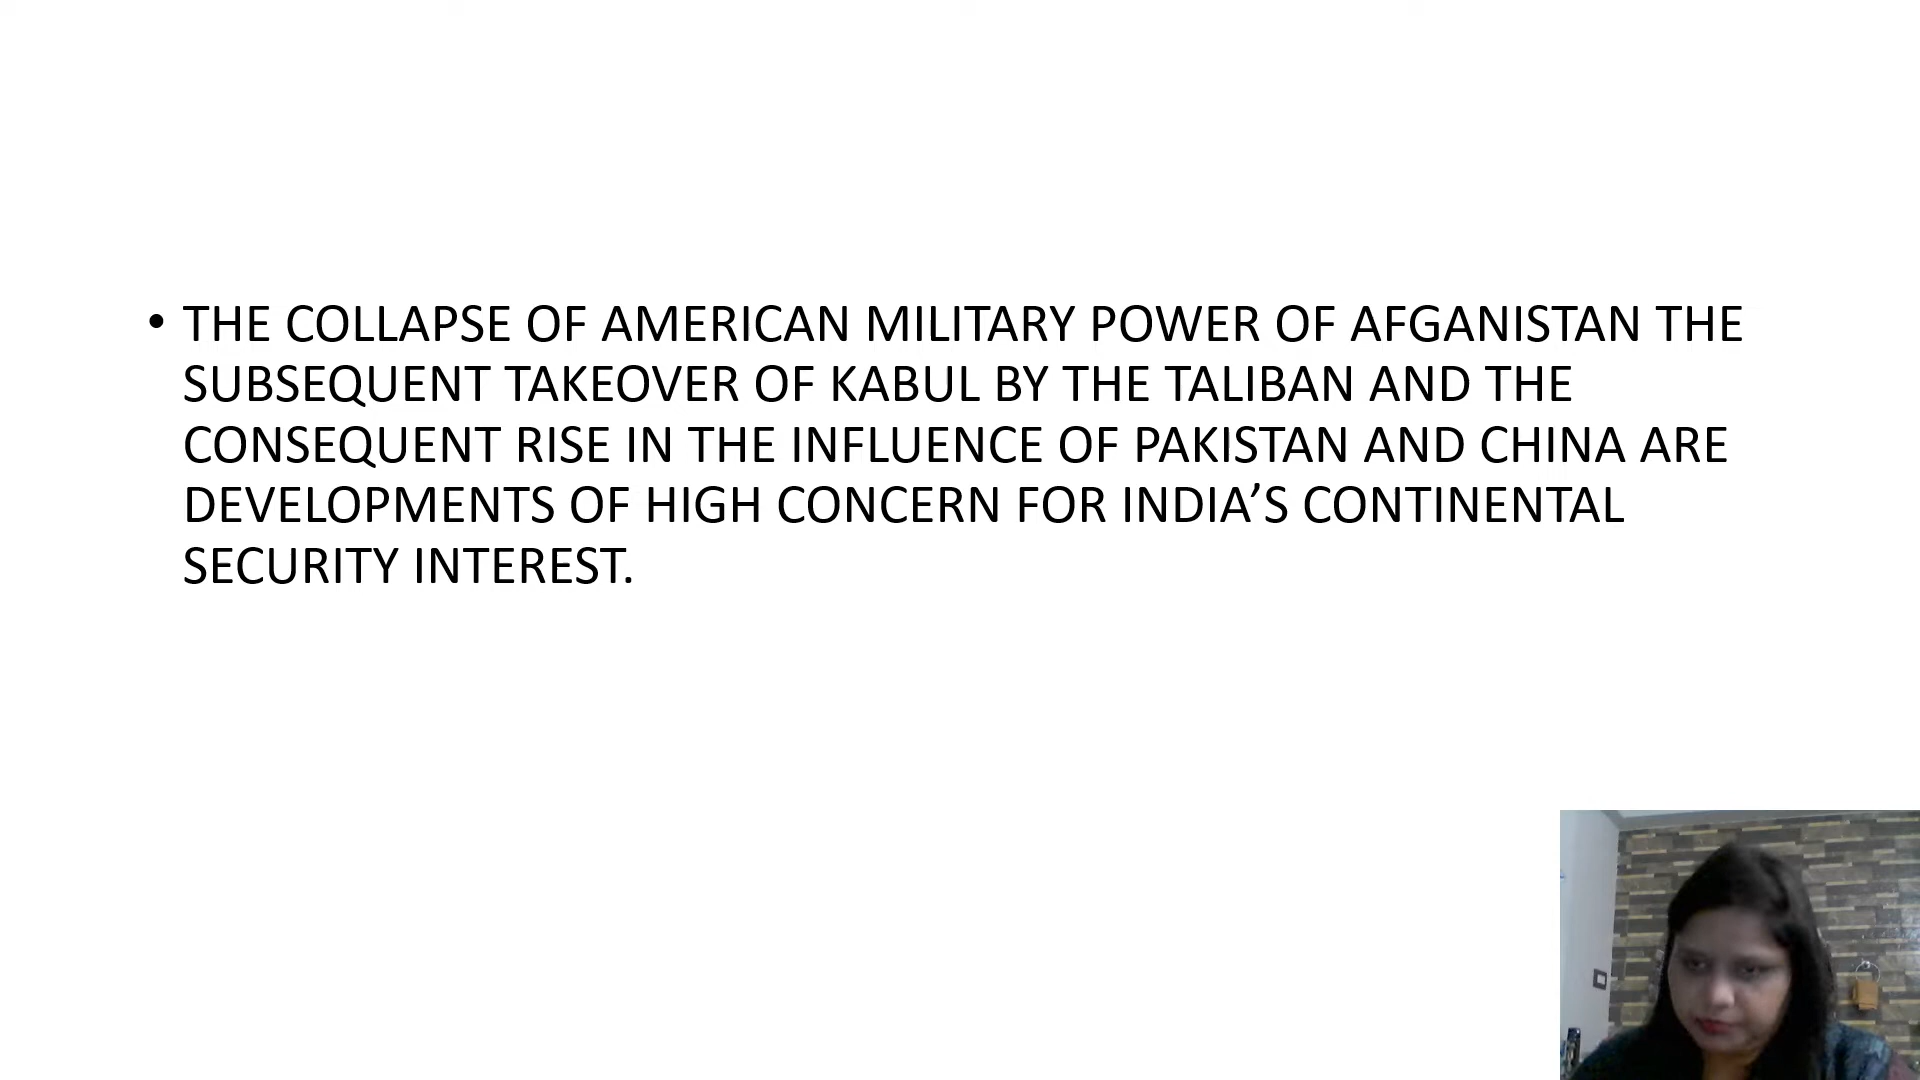 • THE COLLAPSE OF AMERICAN MILITARY POWER OF AFGANISTAN THE
SUBSEQUENT TAKEOVER OF KABUL BY THE TALIBAN AND THE
CONSEQUENT RISE IN THE INFLUENCE OF PAKISTAN AND CHINA ARE
DEVELOPMENTS OF HIGH CONCERN FOR INDIA’S CONTINENTAL
SECURITY INTEREST.